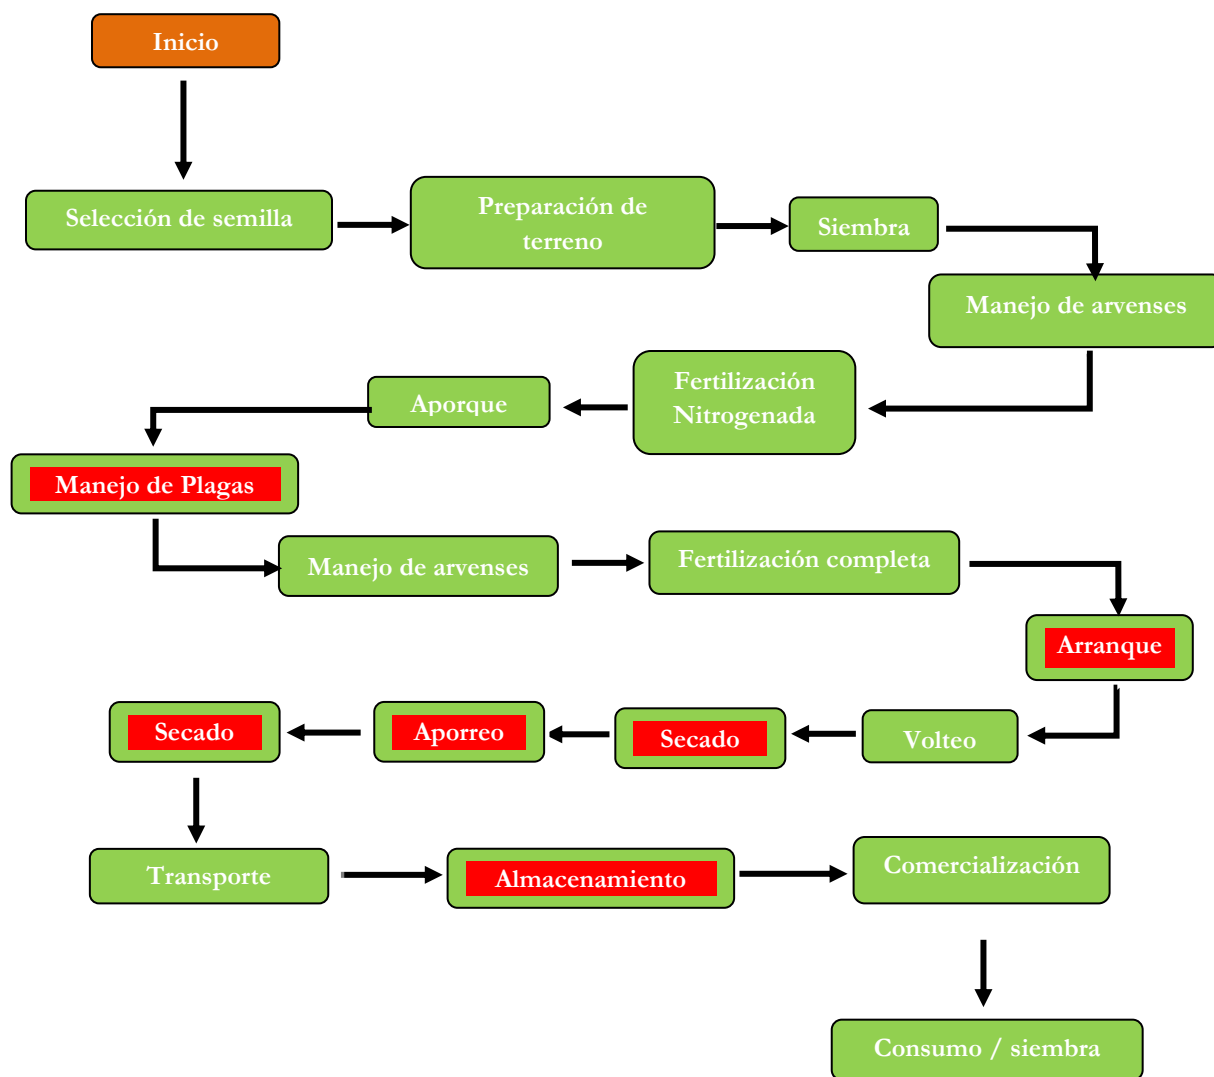 Inicio
Selección de semilla
Preparación de
terreno
Siembra
Manejo de arvenses
Fertilización
Nitrogenada
Aporque
Manejo de Plagas
Manejo de arvenses
Fertilización completa
Arranque
Volteo
Secado
Aporreo
Secado
Transporte
Almacenamiento
Comercialización
Consumo / siembra